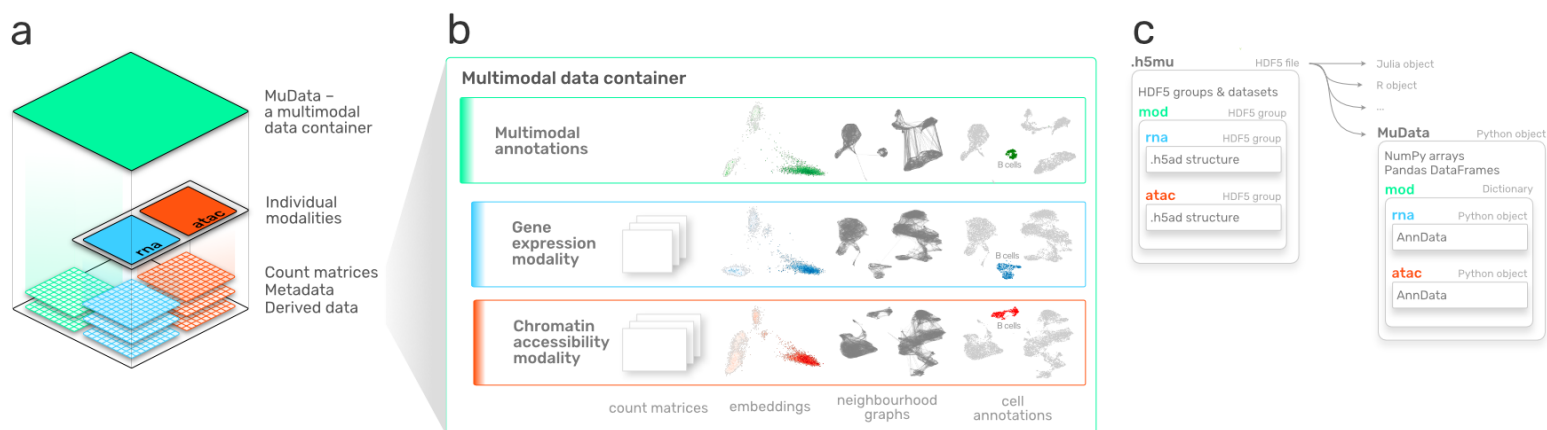 a
MuData –
a multimodal
data container
Individual
modalities
rna
atac
Count matrices
Metadata
Derived data
b
Multimodal data container
Multimodal
annotations
B cells
Gene
expression
modality
B cells
Chromatin
accessibility
modality
B cells
count matrices
embeddings
neighbourhood
graphs
cell
annotations
c
.h5mu HDF5 file
HDF5 groups & datasets
mod HDF5 group
rna HDF5 group
.h5ad structure
atac HDF5 group
.h5ad structure
Julia object
R object
...
MuData Python object
NumPy arrays
Pandas DataFrames
mod Dictionary
rna Python object
AnnData
atac Python object
AnnData